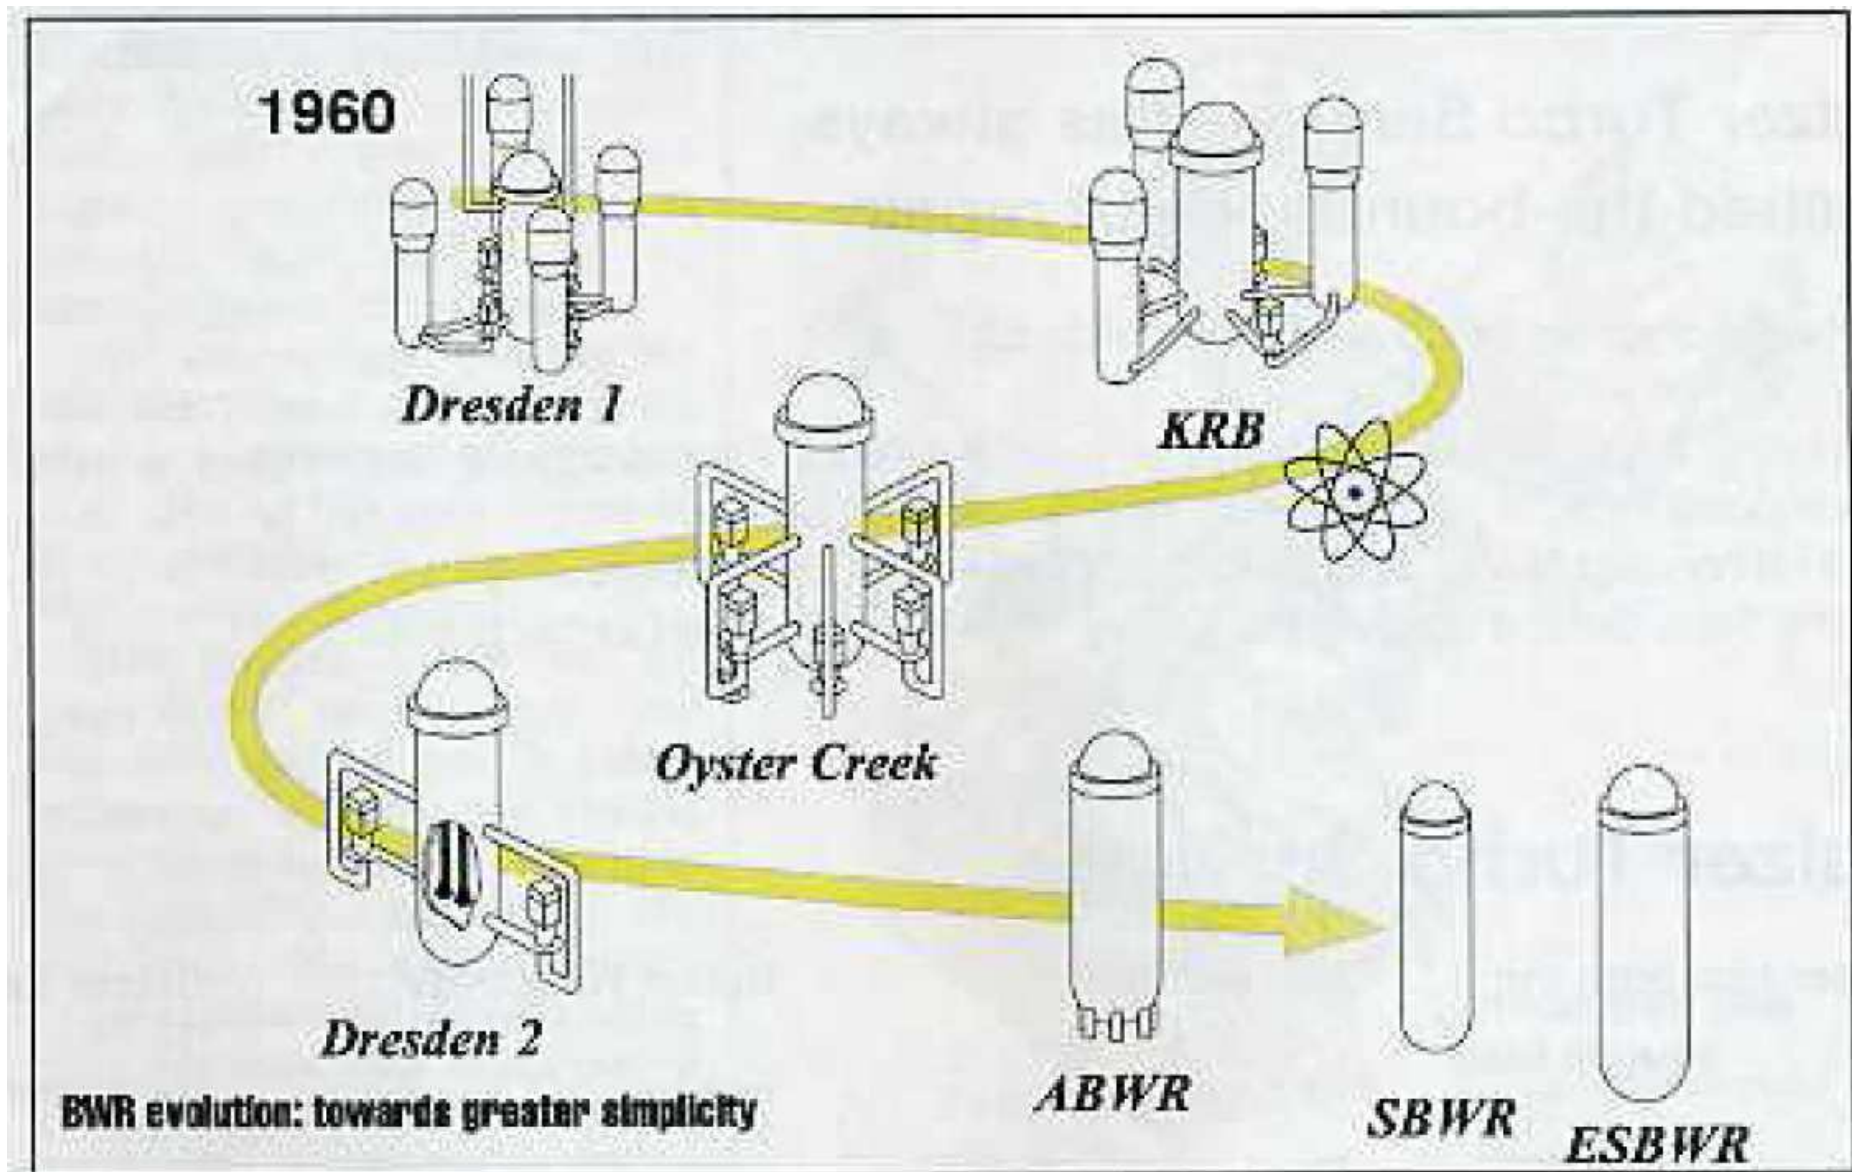 1960
Dresden 1
KRB
Oyster Creek
Dresden 2
ABWR
SBWR
ESBWR
BWR evolution: towards greater simplicity